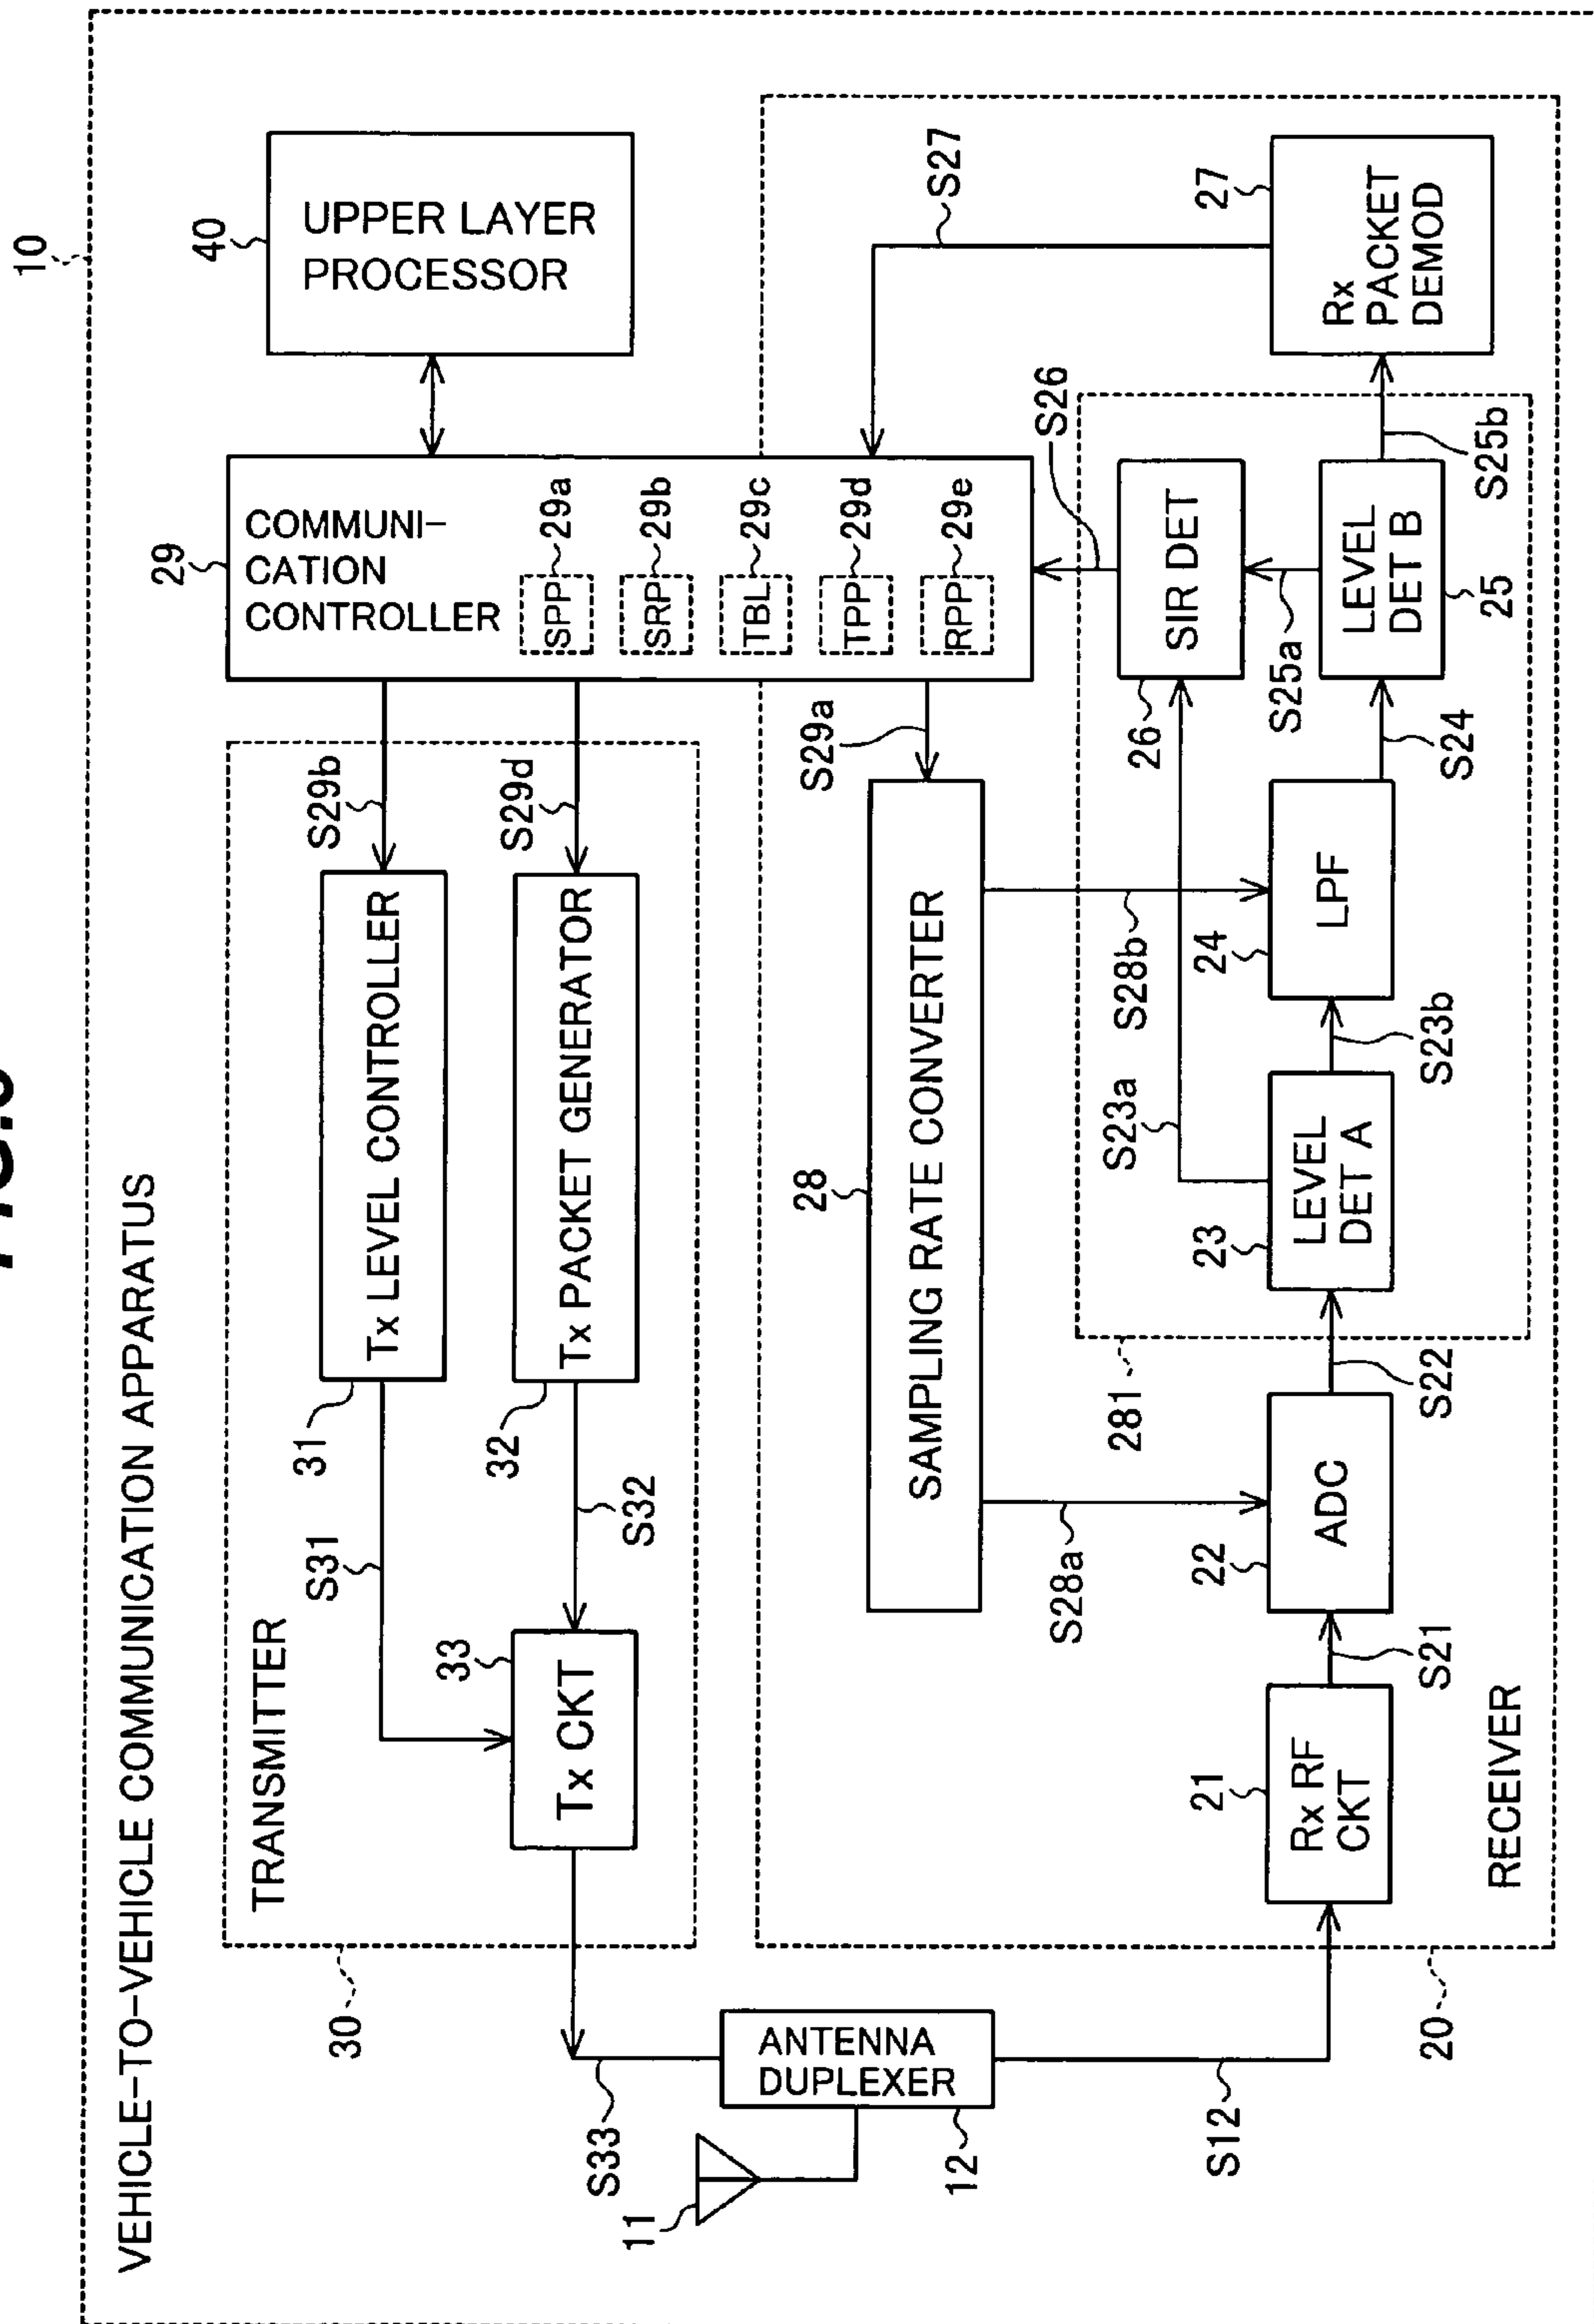 10
VEHICLE-TO-VEHICLE COMMUNICATION APPARATUS
30
TRANSMITTER
31
Tx LEVEL CONTROLLER
S29b
S31
32
Tx PACKET GENERATOR
S29d
S32
33
Tx CKT
S33
11
ANTENNA
DUPLEXER
12
S12
29
COMMUNI-
CATION
CONTROLLER
SPP
29a
SRP
29b
TBL
29c
TPP
29d
RPP
29e
40
UPPER LAYER
PROCESSOR
S29a
S27
S26
28
SAMPLING RATE CONVERTER
S28a
S28b
281
S23a
26
SIR DET
S25a
21
Rx RF
CKT
S21
22
ADC
S22
23
LEVEL
DET A
S23b
24
LPF
S24
LEVEL
DET B
25
S25b
27
Rx
PACKET
DEMOD
RECEIVER
20